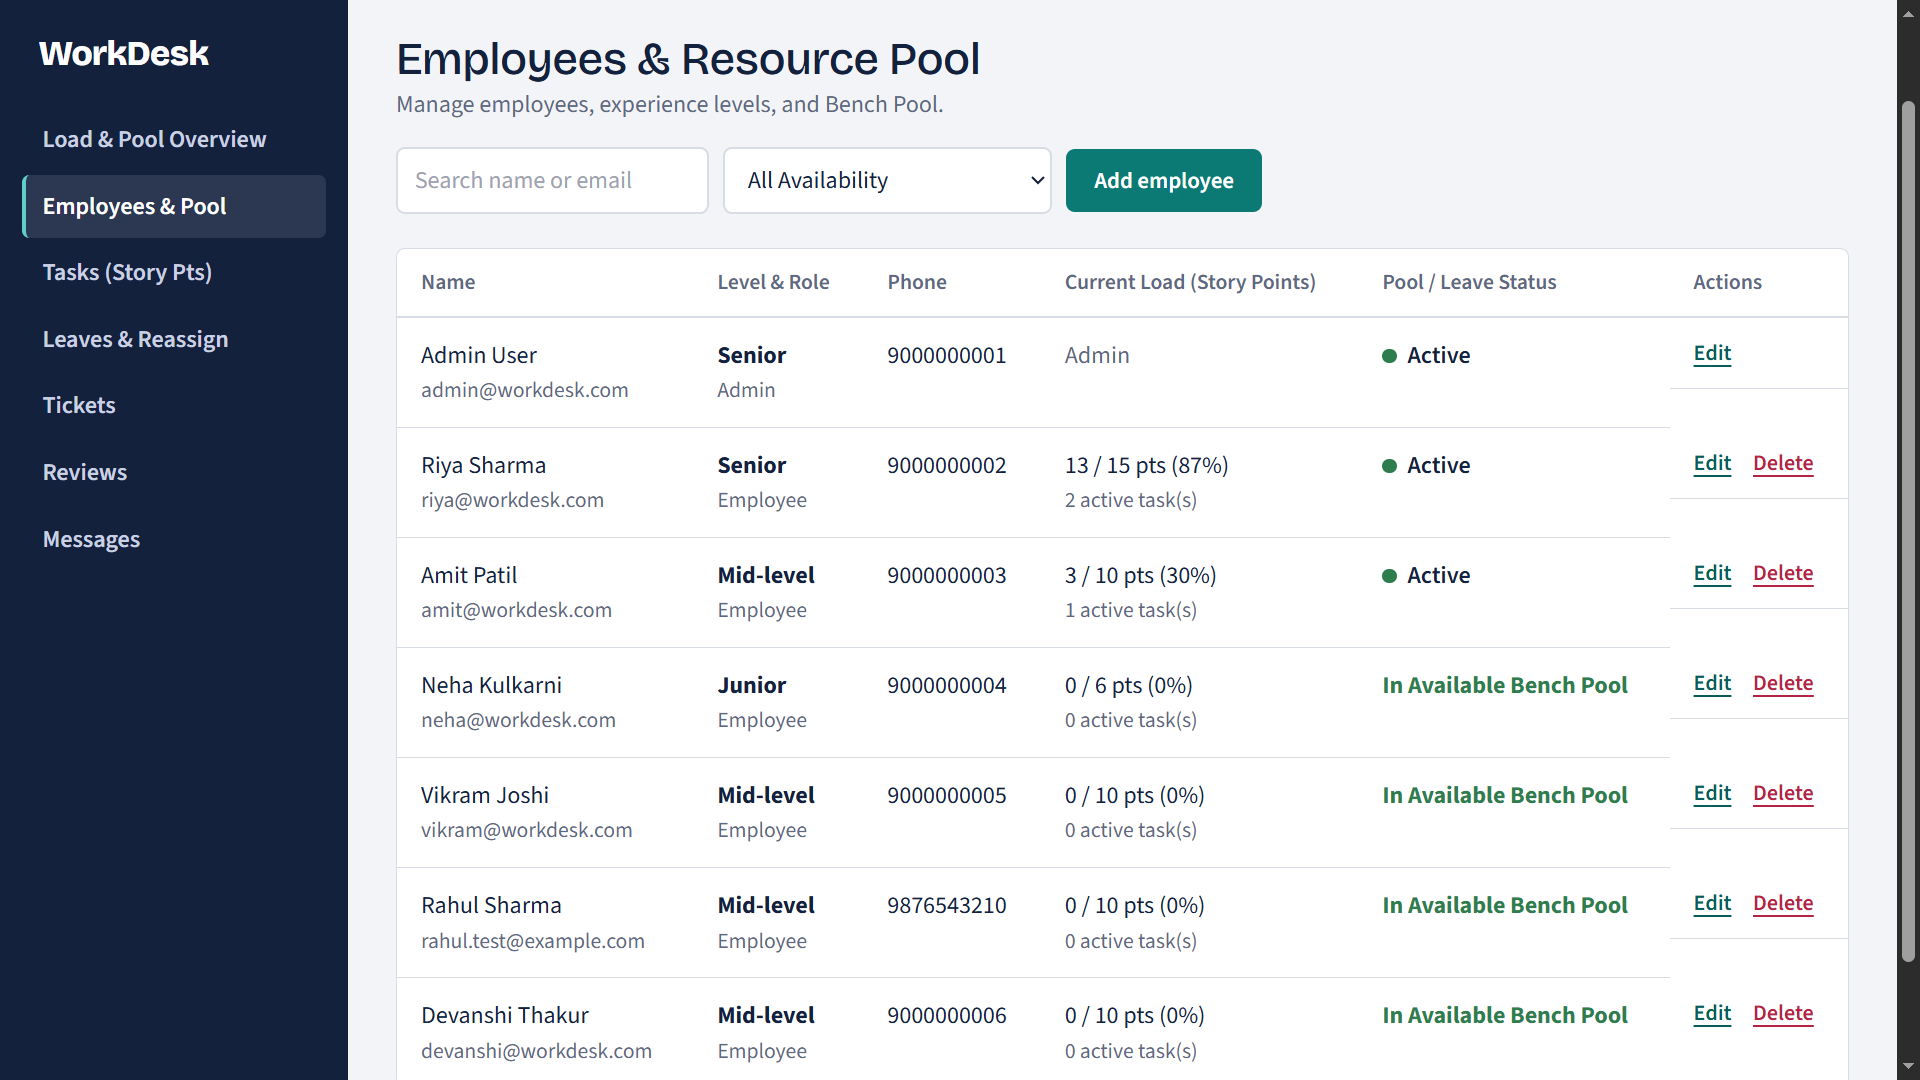 WorkDesk
Load & Pool Overview
Employees & Pool
Tasks (Story Pts)
Leaves & Reassign
Tickets
Reviews
Messages
Employees & Resource Pool
Manage employees, experience levels, and Bench Pool.
Search name or email All Availability Add employee
Name Level & Role Phone Current Load (Story Points) Pool / Leave Status Actions
Admin User Senior 9000000001 Admin Active Edit
admin@workdesk.com Admin
Riya Sharma Senior 9000000002 13 / 15 pts (87%) Active Edit Delete
riya@workdesk.com Employee 2 active task(s)
Amit Patil Mid-level 9000000003 3 / 10 pts (30%) Active Edit Delete
amit@workdesk.com Employee 1 active task(s)
Neha Kulkarni Junior 9000000004 0 / 6 pts (0%) In Available Bench Pool Edit Delete
neha@workdesk.com Employee 0 active task(s)
Vikram Joshi Mid-level 9000000005 0 / 10 pts (0%) In Available Bench Pool Edit Delete
vikram@workdesk.com Employee 0 active task(s)
Rahul Sharma Mid-level 9876543210 0 / 10 pts (0%) In Available Bench Pool Edit Delete
rahul.test@example.com Employee 0 active task(s)
Devanshi Thakur Mid-level 9000000006 0 / 10 pts (0%) In Available Bench Pool Edit Delete
devanshi@workdesk.com Employee 0 active task(s)